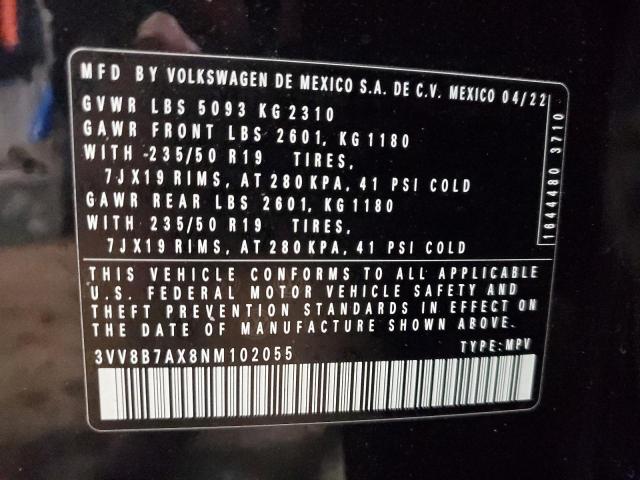 MFD BY VOLKSWAGEN DE MEXICO S.A. DE C.V. MEXICO 04/22
GVWR LBS 5093 KG 2310
GAWR FRONT LBS 2601, KG 1180
WITH -235/50 R19 TIRES,
7JX19 RIMS, AT 280 KPA, 41 PSI COLD
GAWR REAR LBS 2601, KG 1180
WITH 235/50 R19 TIRES,
7JX19 RIMS, AT 280 KPA, 41 PSI COLD
1644480 3710
THIS VEHICLE CONFORMS TO ALL APPLICABLE
U.S. FEDERAL MOTOR VEHICLE SAFETY AND
THEFT PREVENTION STANDARDS IN EFFECT ON
THE DATE OF MANUFACTURE SHOWN ABOVE.
3VV8B7AX8NM102055 TYPE: MPV